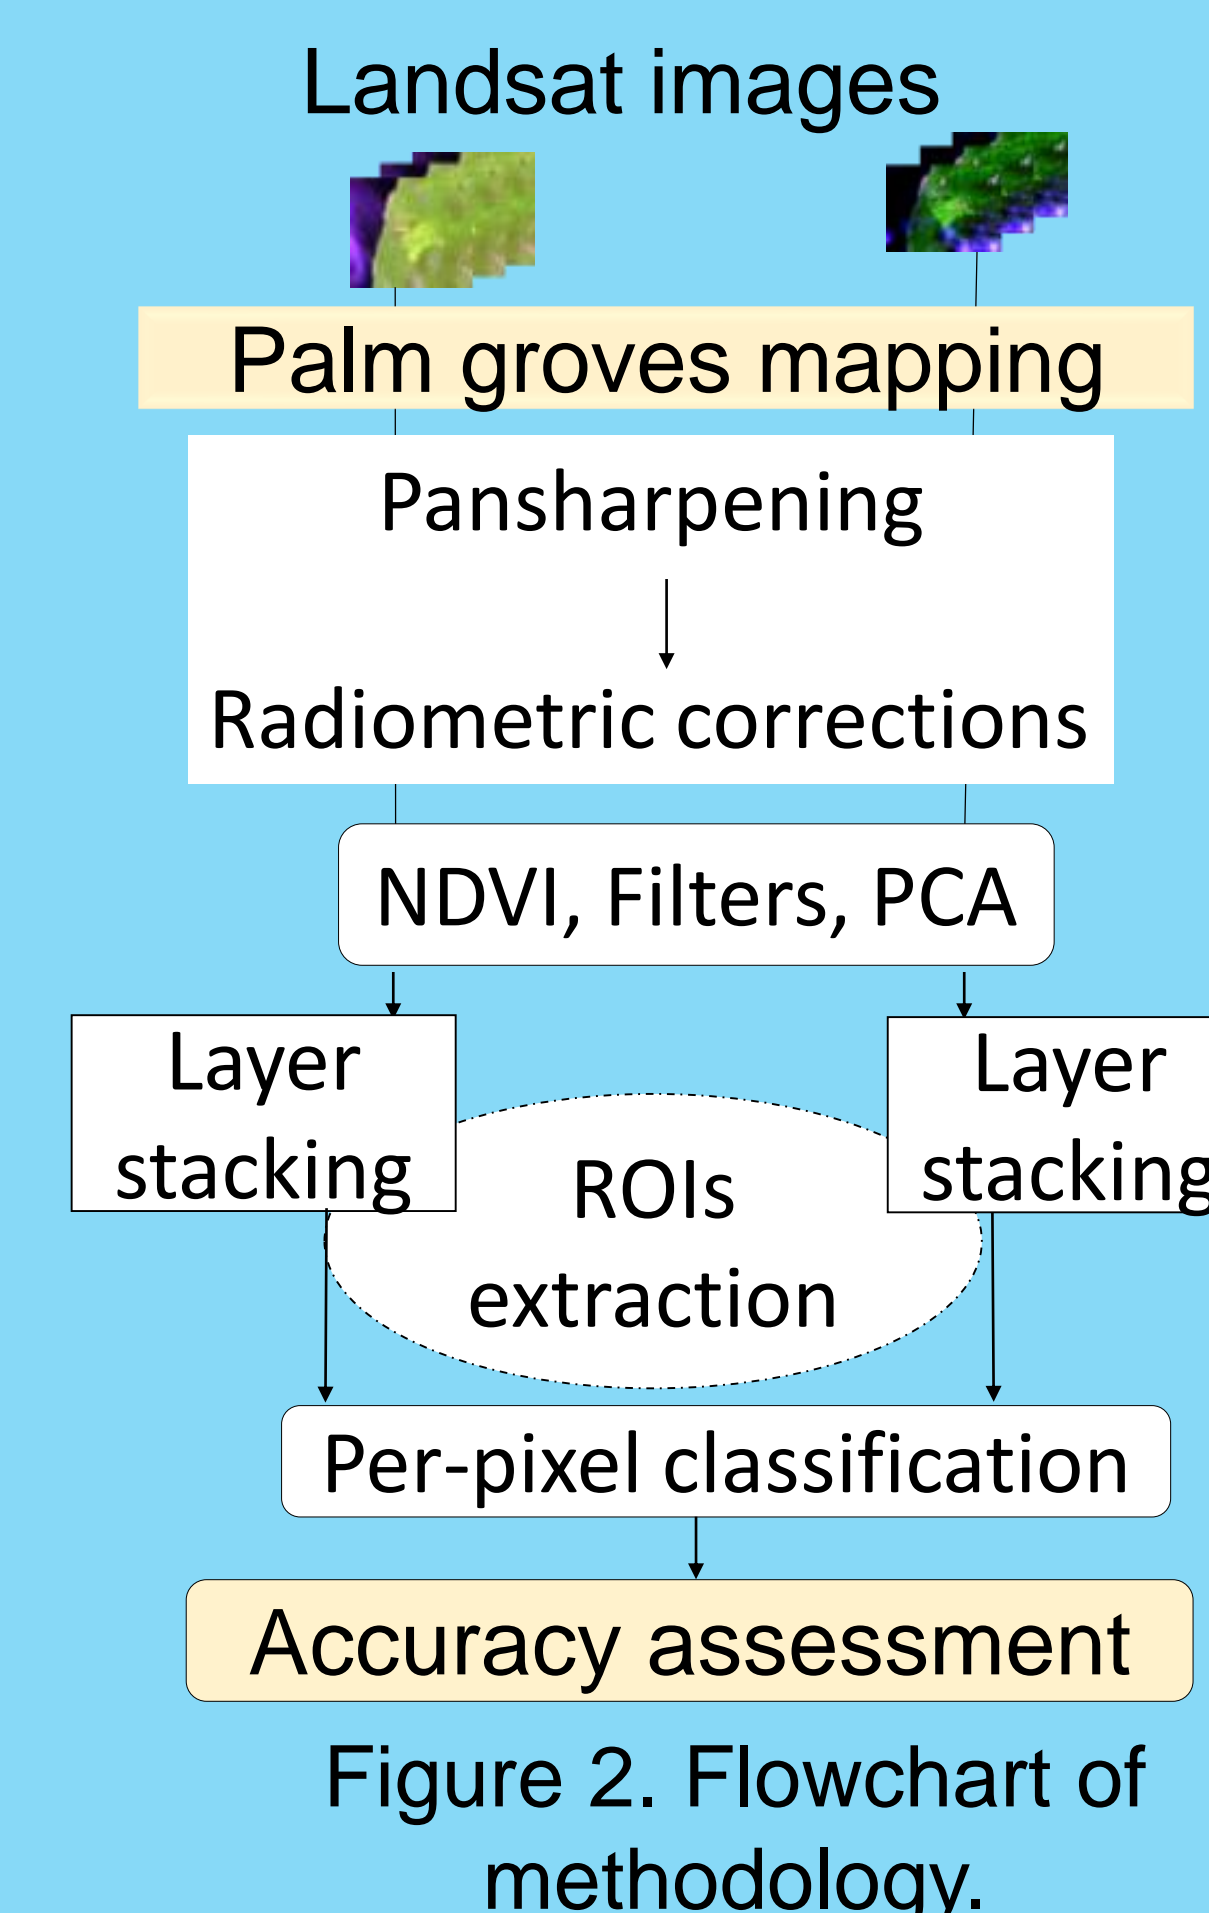 Landsat images
Palm groves mapping
Pansharpening
Radiometric corrections
NDVI, Filters, PCA
Layer
stacking
Layer
stacking
ROIs
extraction
Per-pixel classification
Accuracy assessment
Figure 2. Flowchart of
methodology.